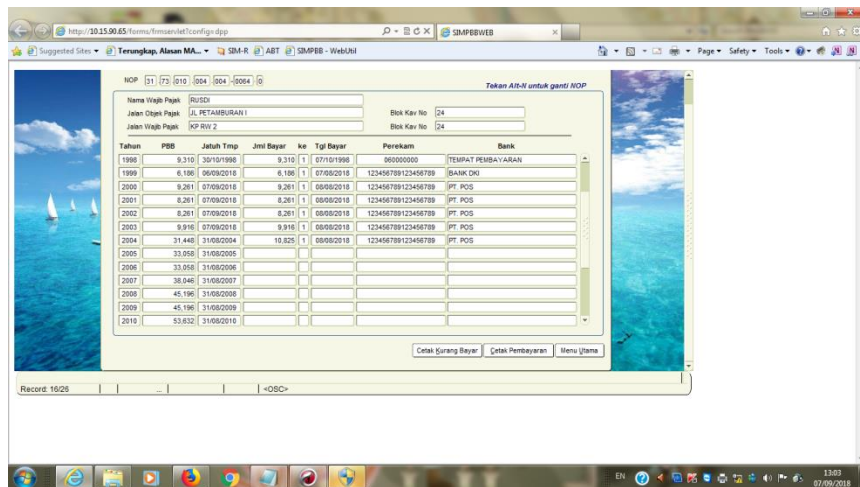 http://10.15.90.65/forms/frmservlet?config=dpp
SIMPBBWEB
Suggested Sites
Terungkap, Alasan MA...
SIM-R
ABT
SIMPBB - WebUtil
Page
Safety
Tools
NOP 31 73 010 004 004 0064 0
Tekan Alt-N untuk ganti NOP
Nama Wajib Pajak RUSDI
Jalan Objek Pajak JL PETAMBURAN I Blok Kav No 24
Jalan Wajib Pajak KP RW 2 Blok Kav No 24
Tahun PBB Jatuh Tmp Jml Bayar ke Tgl Bayar Perekam Bank
1998 9,310 30/10/1998 9,310 1 07/10/1998 060000000 TEMPAT PEMBAYARAN
1999 6,186 06/09/2018 6,186 1 07/08/2018 123456789123456789 BANK DKI
2000 9,261 07/09/2018 9,261 1 08/08/2018 123456789123456789 PT. POS
2001 8,261 07/09/2018 8,261 1 08/08/2018 123456789123456789 PT. POS
2002 8,261 07/09/2018 8,261 1 08/08/2018 123456789123456789 PT. POS
2003 9,916 07/09/2018 9,916 1 08/08/2018 123456789123456789 PT. POS
2004 31,448 31/08/2004 10,825 1 08/08/2018 123456789123456789 PT. POS
2005 33,058 31/08/2005
2006 33,058 31/08/2006
2007 38,046 31/08/2007
2008 45,196 31/08/2008
2009 45,196 31/08/2009
2010 53,632 31/08/2010
Cetak Kurang Bayar Cetak Pembayaran Menu Utama
Record: 16/26 ... <OSC>
EN 13:03
07/09/2018